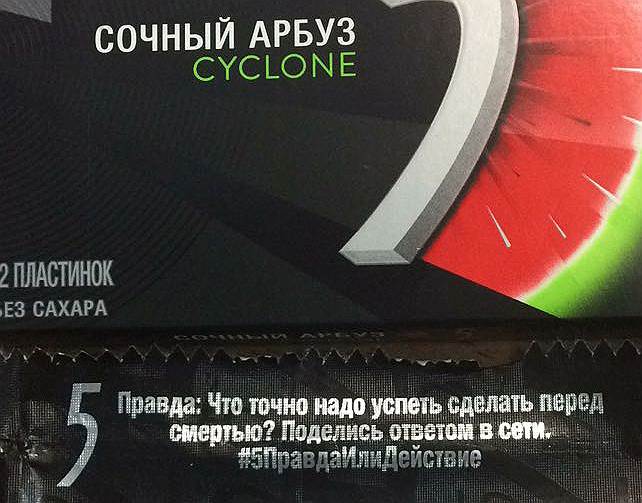 СОЧНЫЙ АРБУЗ
CYCLONE
2 ПЛАСТИНОК
БЕЗ САХАРА
СОЧНЫЙ АРБУЗ 5
5
Правда: Что точно надо успеть сделать перед
смертью? Поделись ответом в сети.
#5ПравдаИлиДействие